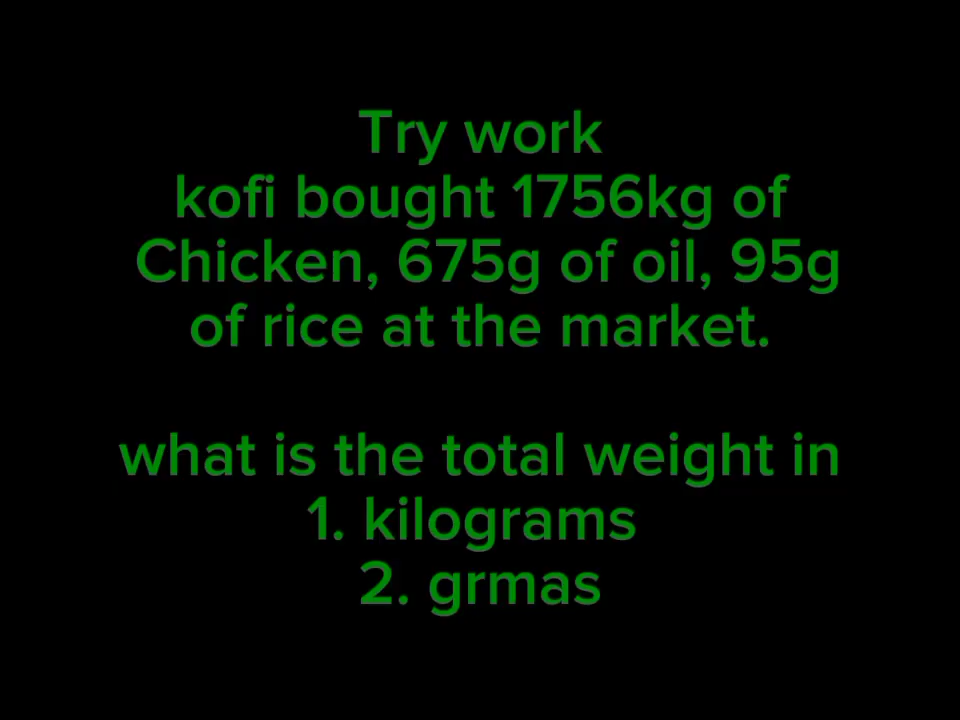 Try work
kofi bought 1756kg of
Chicken, 675g of oil, 95g
of rice at the market.
what is the total weight in
1. kilograms
2. grmas